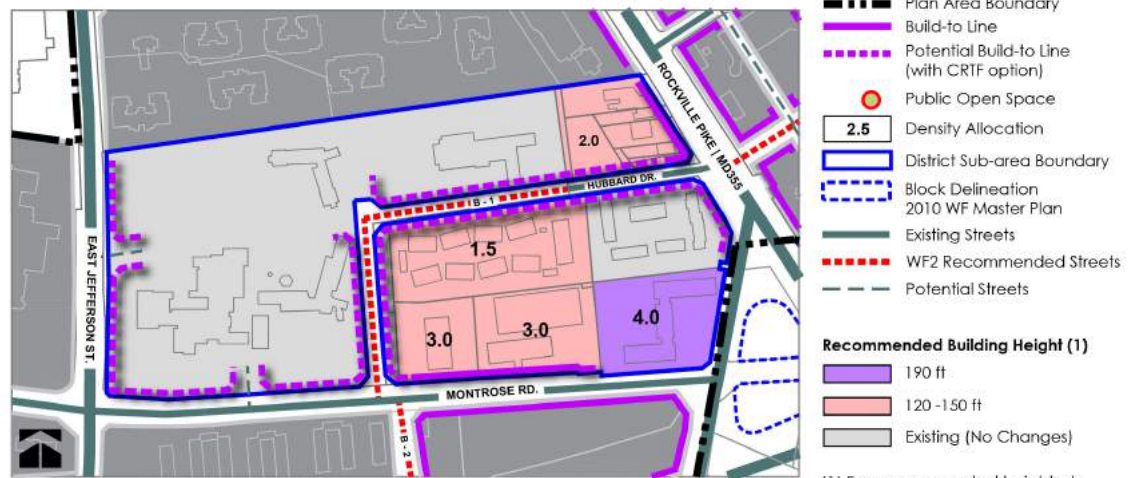 ROCKVILLE PIKE | MD355
2.0
HUBBARD DR.
B - 1
EAST JEFFERSON ST.
1.5
3.0
3.0
4.0
MONTROSE RD.
B - 2
Plan Area Boundary
Build-to Line
Potential Build-to Line
(with CRTF option)
Public Open Space
2.5 Density Allocation
District Sub-area Boundary
Block Delineation
2010 WF Master Plan
Existing Streets
WF2 Recommended Streets
Potential Streets
Recommended Building Height (1)
190 ft
120 -150 ft
Existing (No Changes)